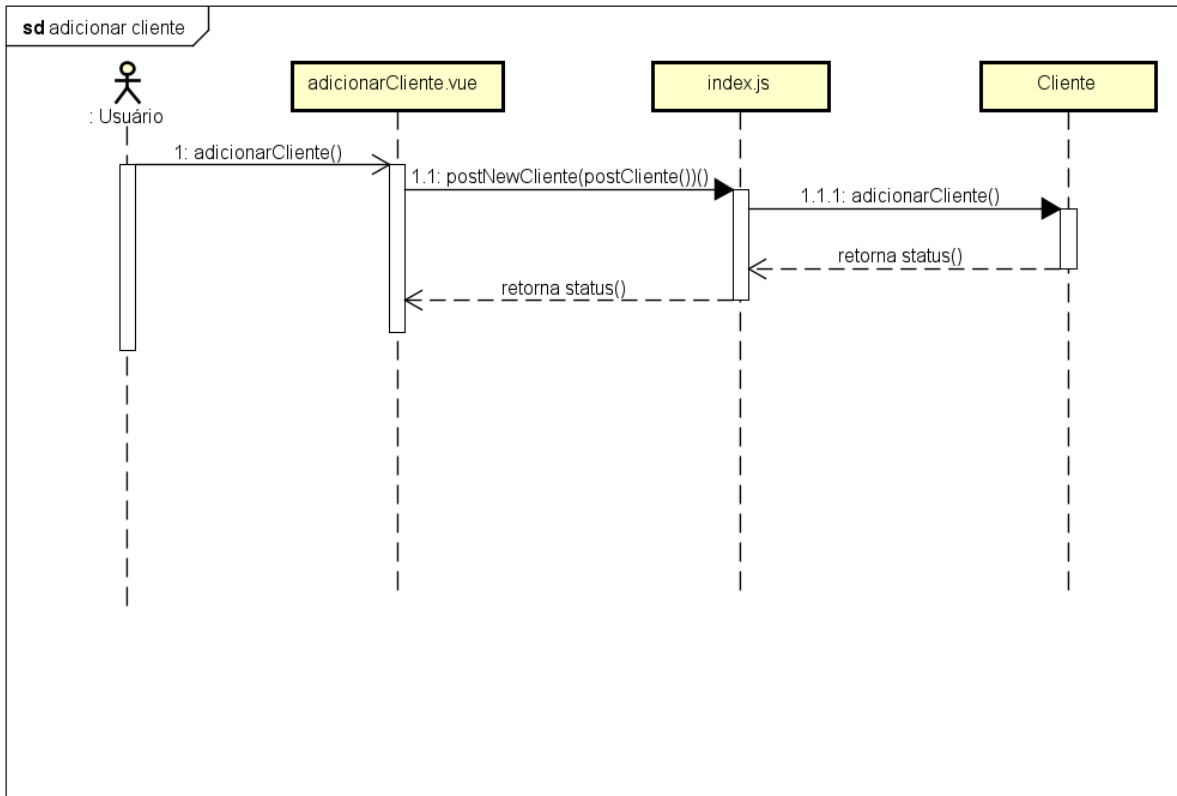 sd adicionar cliente
: Usuário
adicionarCliente.vue
index.js
Cliente
1: adicionarCliente()
1.1: postNewCliente(postCliente())()
1.1.1: adicionarCliente()
retorna status()
retorna status()